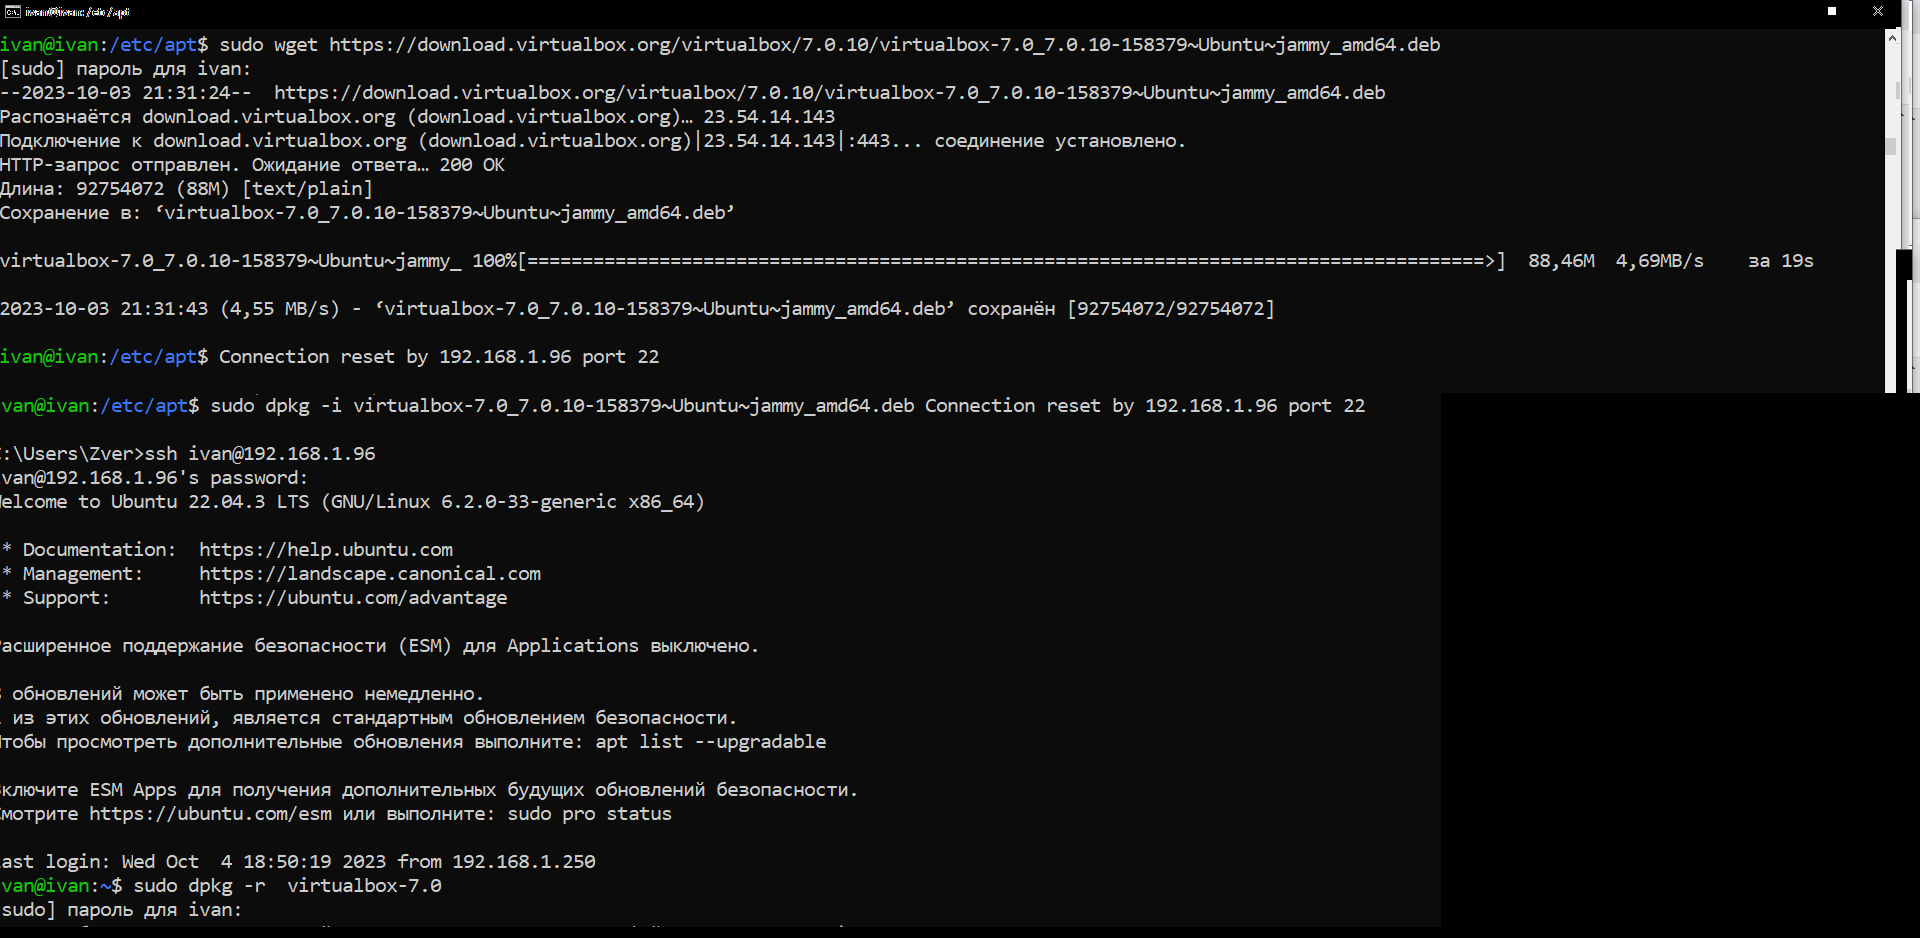 ivan@ivan: /etc/apt
ivan@ivan:/etc/apt$ sudo wget https://download.virtualbox.org/virtualbox/7.0.10/virtualbox-7.0_7.0.10-158379~Ubuntu~jammy_amd64.deb
[sudo] пароль для ivan:
--2023-10-03 21:31:24--  https://download.virtualbox.org/virtualbox/7.0.10/virtualbox-7.0_7.0.10-158379~Ubuntu~jammy_amd64.deb
Распознаётся download.virtualbox.org (download.virtualbox.org)… 23.54.14.143
Подключение к download.virtualbox.org (download.virtualbox.org)|23.54.14.143|:443... соединение установлено.
HTTP-запрос отправлен. Ожидание ответа… 200 OK
Длина: 92754072 (88M) [text/plain]
Сохранение в: ‘virtualbox-7.0_7.0.10-158379~Ubuntu~jammy_amd64.deb’
virtualbox-7.0_7.0.10-158379~Ubuntu~jammy_ 100%[=======================================================================================>]  88,46M  4,69MB/s    за 19s
2023-10-03 21:31:43 (4,55 MB/s) - ‘virtualbox-7.0_7.0.10-158379~Ubuntu~jammy_amd64.deb’ сохранён [92754072/92754072]
ivan@ivan:/etc/apt$ Connection reset by 192.168.1.96 port 22
van@ivan:/etc/apt$ sudo dpkg -i virtualbox-7.0_7.0.10-158379~Ubuntu~jammy_amd64.deb Connection reset by 192.168.1.96 port 22
:\Users\Zver>ssh ivan@192.168.1.96
van@192.168.1.96's password:
elcome to Ubuntu 22.04.3 LTS (GNU/Linux 6.2.0-33-generic x86_64)
* Documentation:  https://help.ubuntu.com
* Management:     https://landscape.canonical.com
* Support:        https://ubuntu.com/advantage
асширенное поддержание безопасности (ESM) для Applications выключено.
обновлений может быть применено немедленно.
из этих обновлений, является стандартным обновлением безопасности.
тобы просмотреть дополнительные обновления выполните: apt list --upgradable
ключите ESM Apps для получения дополнительных будущих обновлений безопасности.
мотрите https://ubuntu.com/esm или выполните: sudo pro status
ast login: Wed Oct  4 18:50:19 2023 from 192.168.1.250
van@ivan:~$ sudo dpkg -r  virtualbox-7.0
sudo] пароль для ivan: